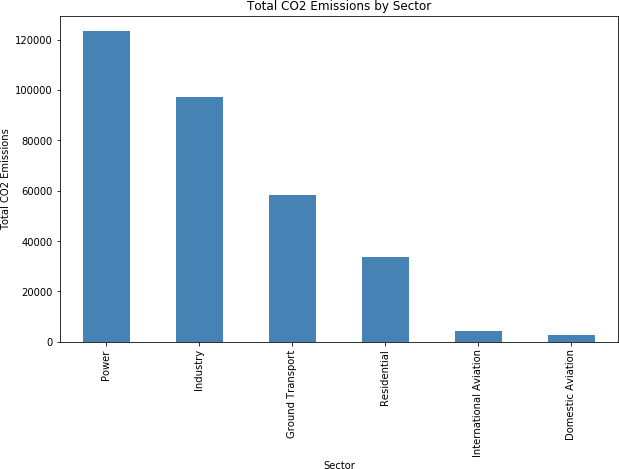 Total CO2 Emissions by Sector
Total CO2 Emissions
120000
100000
80000
60000
40000
20000
0
Power
Industry
Ground Transport
Residential
International Aviation
Domestic Aviation
Sector